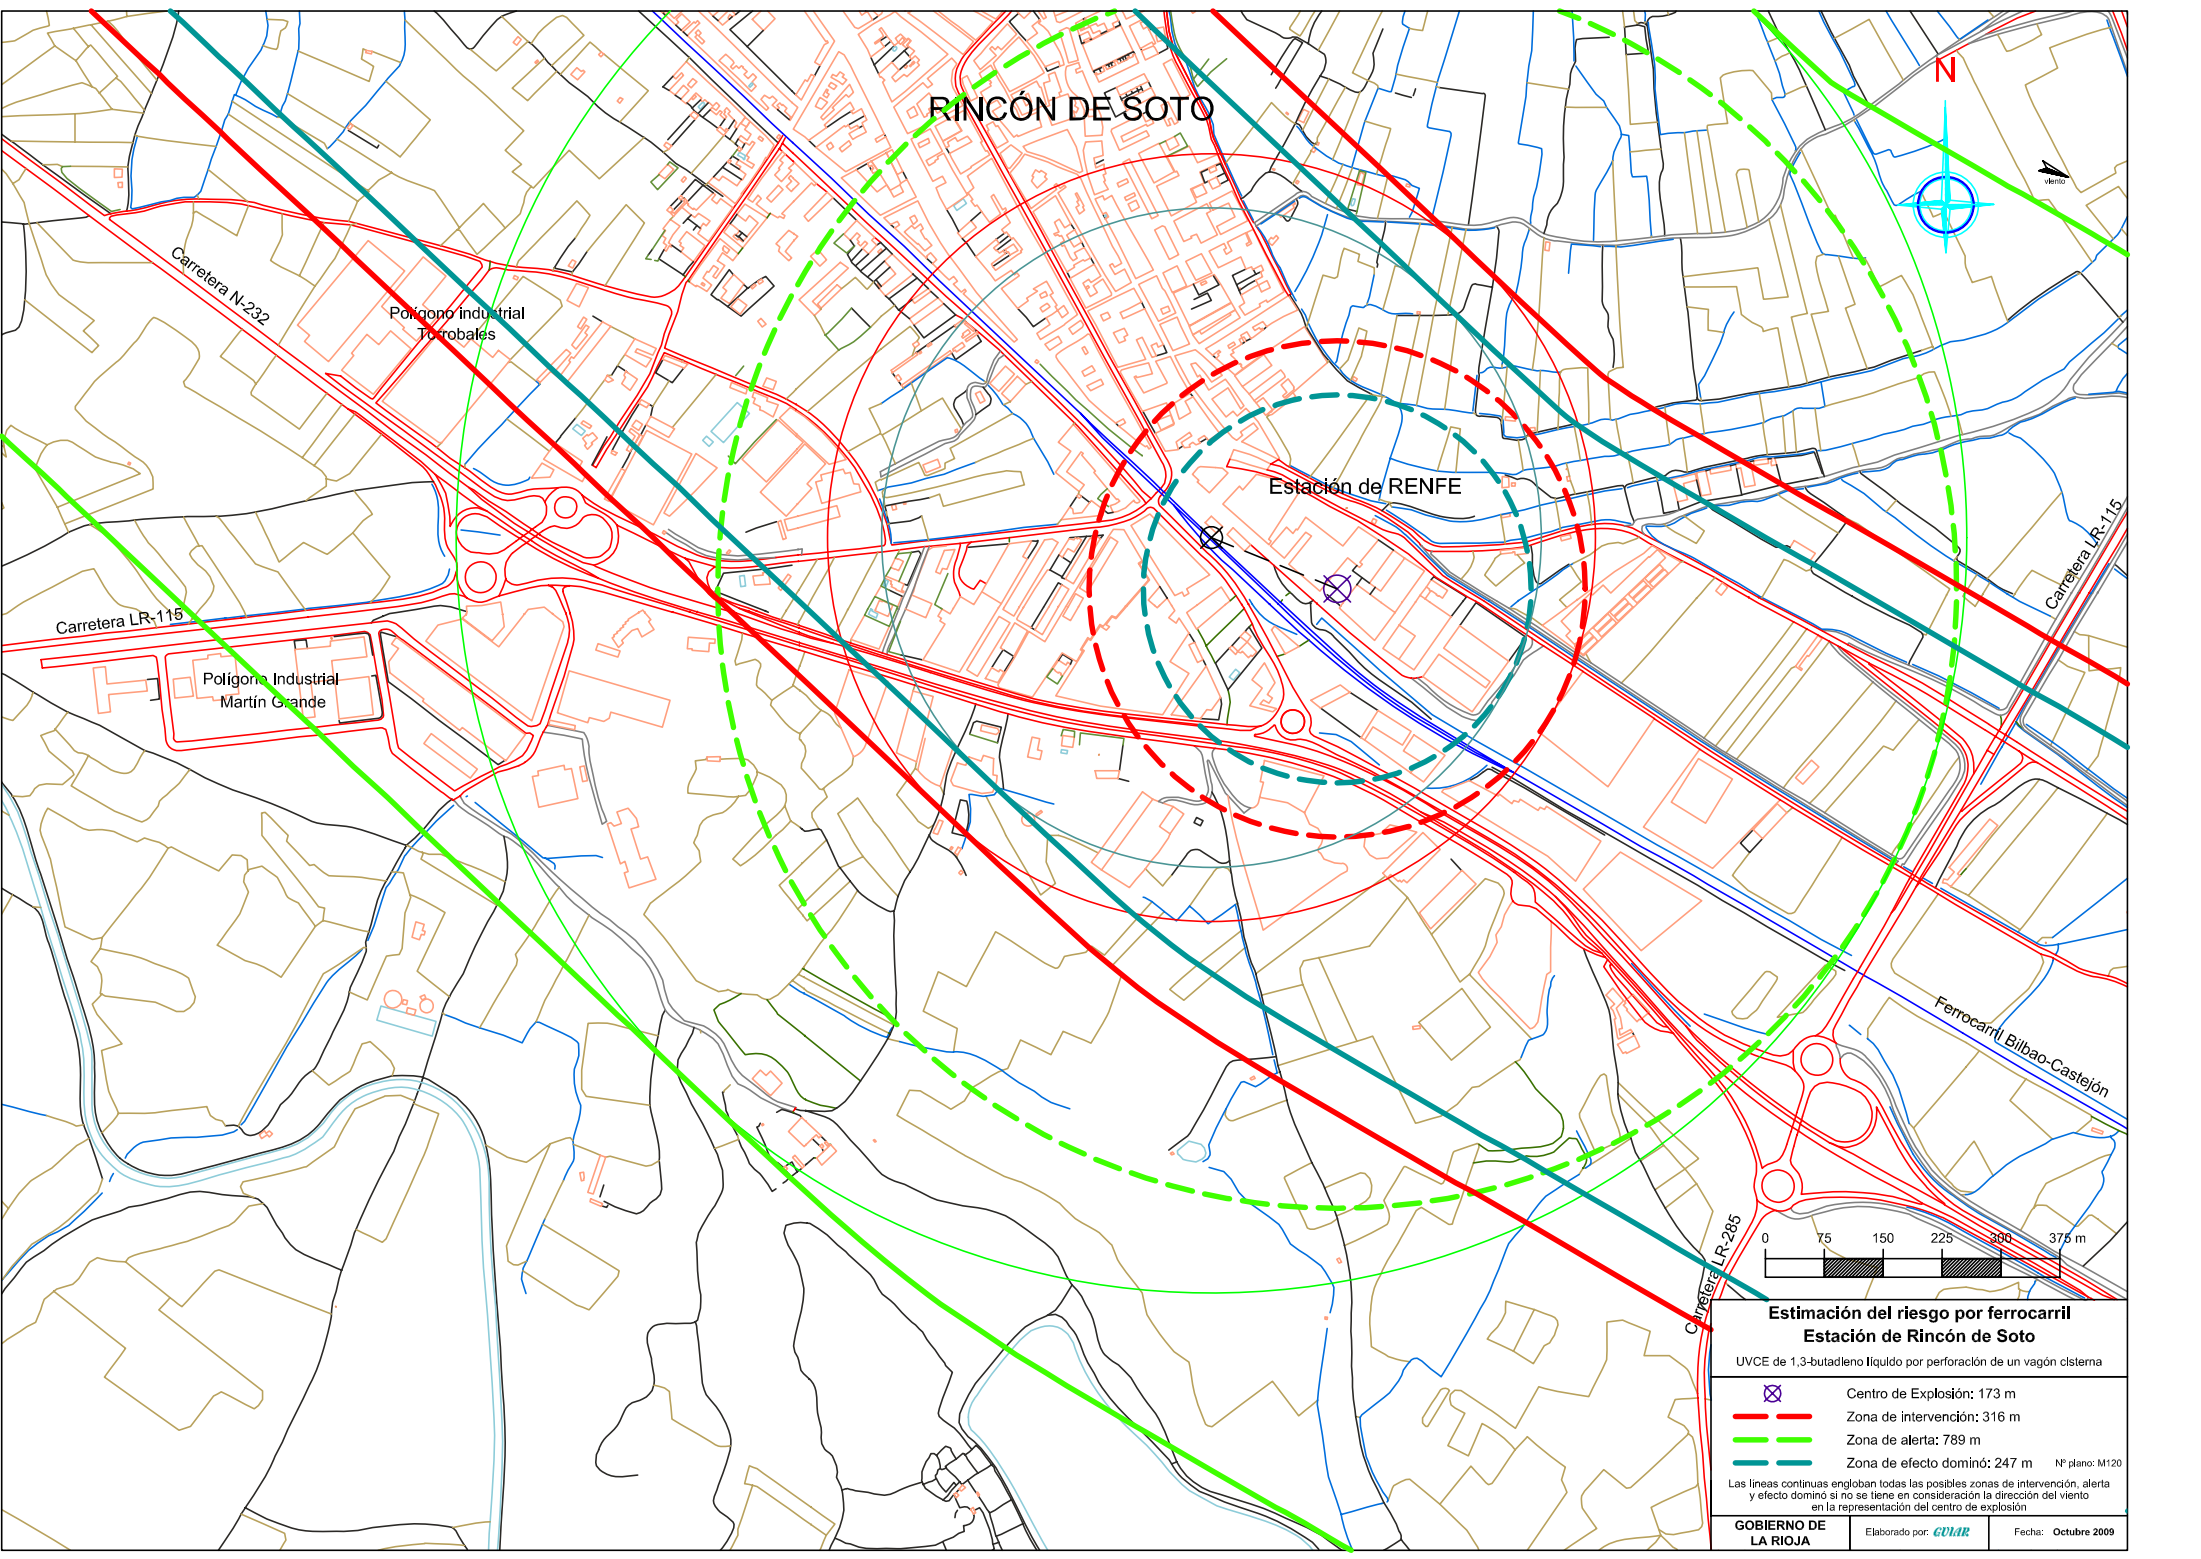 RINCÓN DE SOTO
N
viento
Carretera N-232
Polígono industrial
Torrobales
Estación de RENFE
Carretera LR-115
Carretera LR-115
Polígono Industrial
Martín Grande
Ferrocarril Bilbao-Castejón
Carretera LR-285
0 75 150 225 300 375 m
Estimación del riesgo por ferrocarril
Estación de Rincón de Soto
UVCE de 1,3-butadieno líquido por perforación de un vagón cisterna
Centro de Explosión: 173 m
Zona de intervención: 316 m
Zona de alerta: 789 m
Zona de efecto dominó: 247 m Nº plano: M120
Las líneas continuas engloban todas las posibles zonas de intervención, alerta
y efecto dominó si no se tiene en consideración la dirección del viento
en la representación del centro de explosión
GOBIERNO DE
LA RIOJA
Elaborado por: GUIAR
Fecha: Octubre 2009